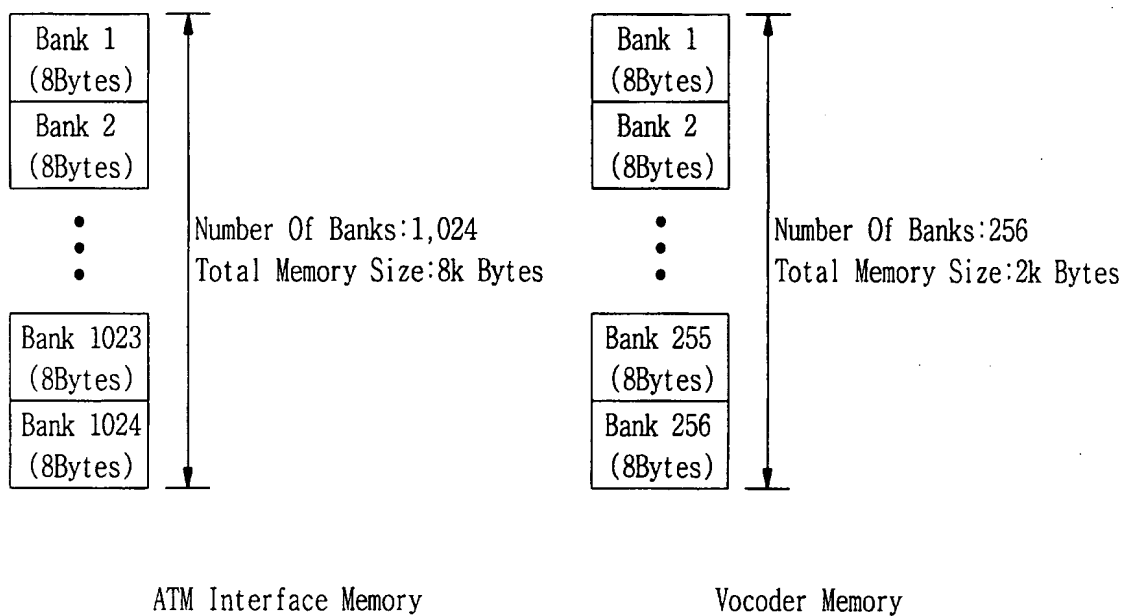 Bank 1
(8Bytes)
Bank 2
(8Bytes)
Number Of Banks:1,024
Total Memory Size:8k Bytes
Bank 1023
(8Bytes)
Bank 1024
(8Bytes)
ATM Interface Memory
Bank 1
(8Bytes)
Bank 2
(8Bytes)
Number Of Banks:256
Total Memory Size:2k Bytes
Bank 255
(8Bytes)
Bank 256
(8Bytes)
Vocoder Memory